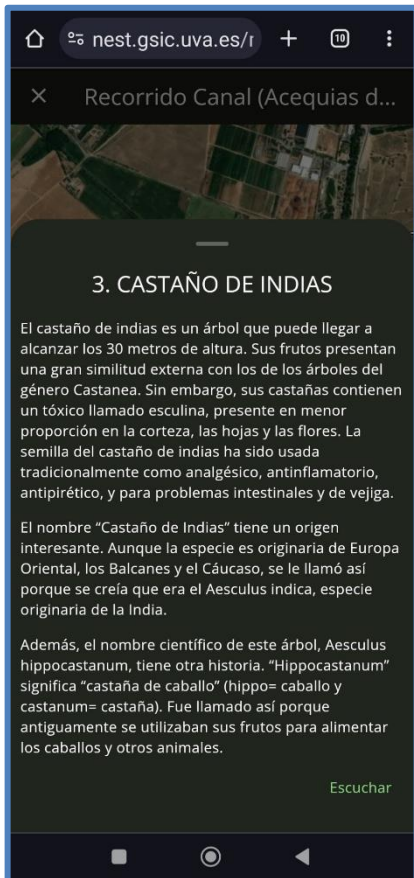 nest.gsic.uva.es/r
10
Recorrido Canal (Acequias d...
3. CASTAÑO DE INDIAS
El castaño de indias es un árbol que puede llegar a
alcanzar los 30 metros de altura. Sus frutos presentan
una gran similitud externa con los de los árboles del
género Castanea. Sin embargo, sus castañas contienen
un tóxico llamado esculina, presente en menor
proporción en la corteza, las hojas y las flores. La
semilla del castaño de indias ha sido usada
tradicionalmente como analgésico, antinflamatorio,
antipirético, y para problemas intestinales y de vejiga.
El nombre “Castaño de Indias” tiene un origen
interesante. Aunque la especie es originaria de Europa
Oriental, los Balcanes y el Cáucaso, se le llamó así
porque se creía que era el Aesculus indica, especie
originaria de la India.
Además, el nombre científico de este árbol, Aesculus
hippocastanum, tiene otra historia. “Hippocastanum”
significa “castaña de caballo” (hippo= caballo y
castanum= castaña). Fue llamado así porque
antiguamente se utilizaban sus frutos para alimentar
los caballos y otros animales.
Escuchar